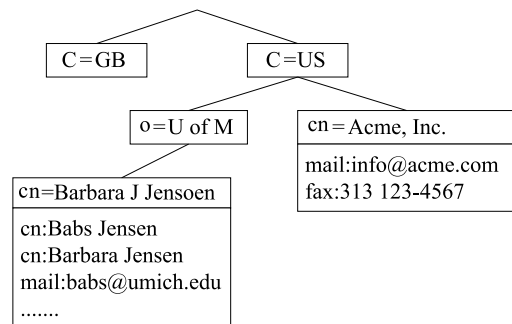 C=GB
C=US
o=U of M
cn=Acme, Inc.
mail:info@acme.com
fax:313 123-4567
cn=Barbara J Jensoen
cn:Babs Jensen
cn:Barbara Jensen
mail:babs@umich.edu
.......